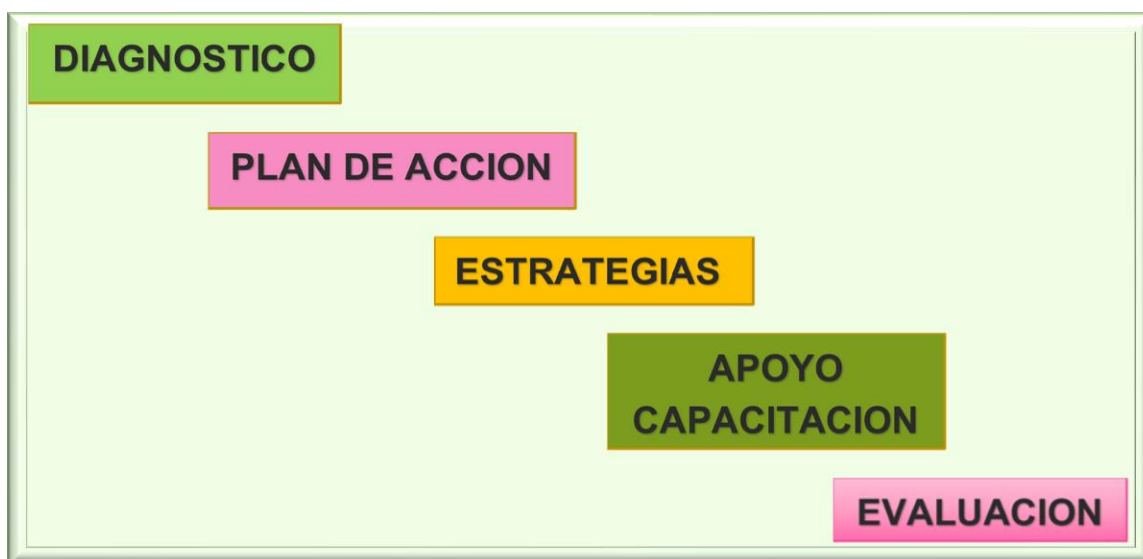 DIAGNOSTICO
PLAN DE ACCION
ESTRATEGIAS
APOYO
CAPACITACION
EVALUACION